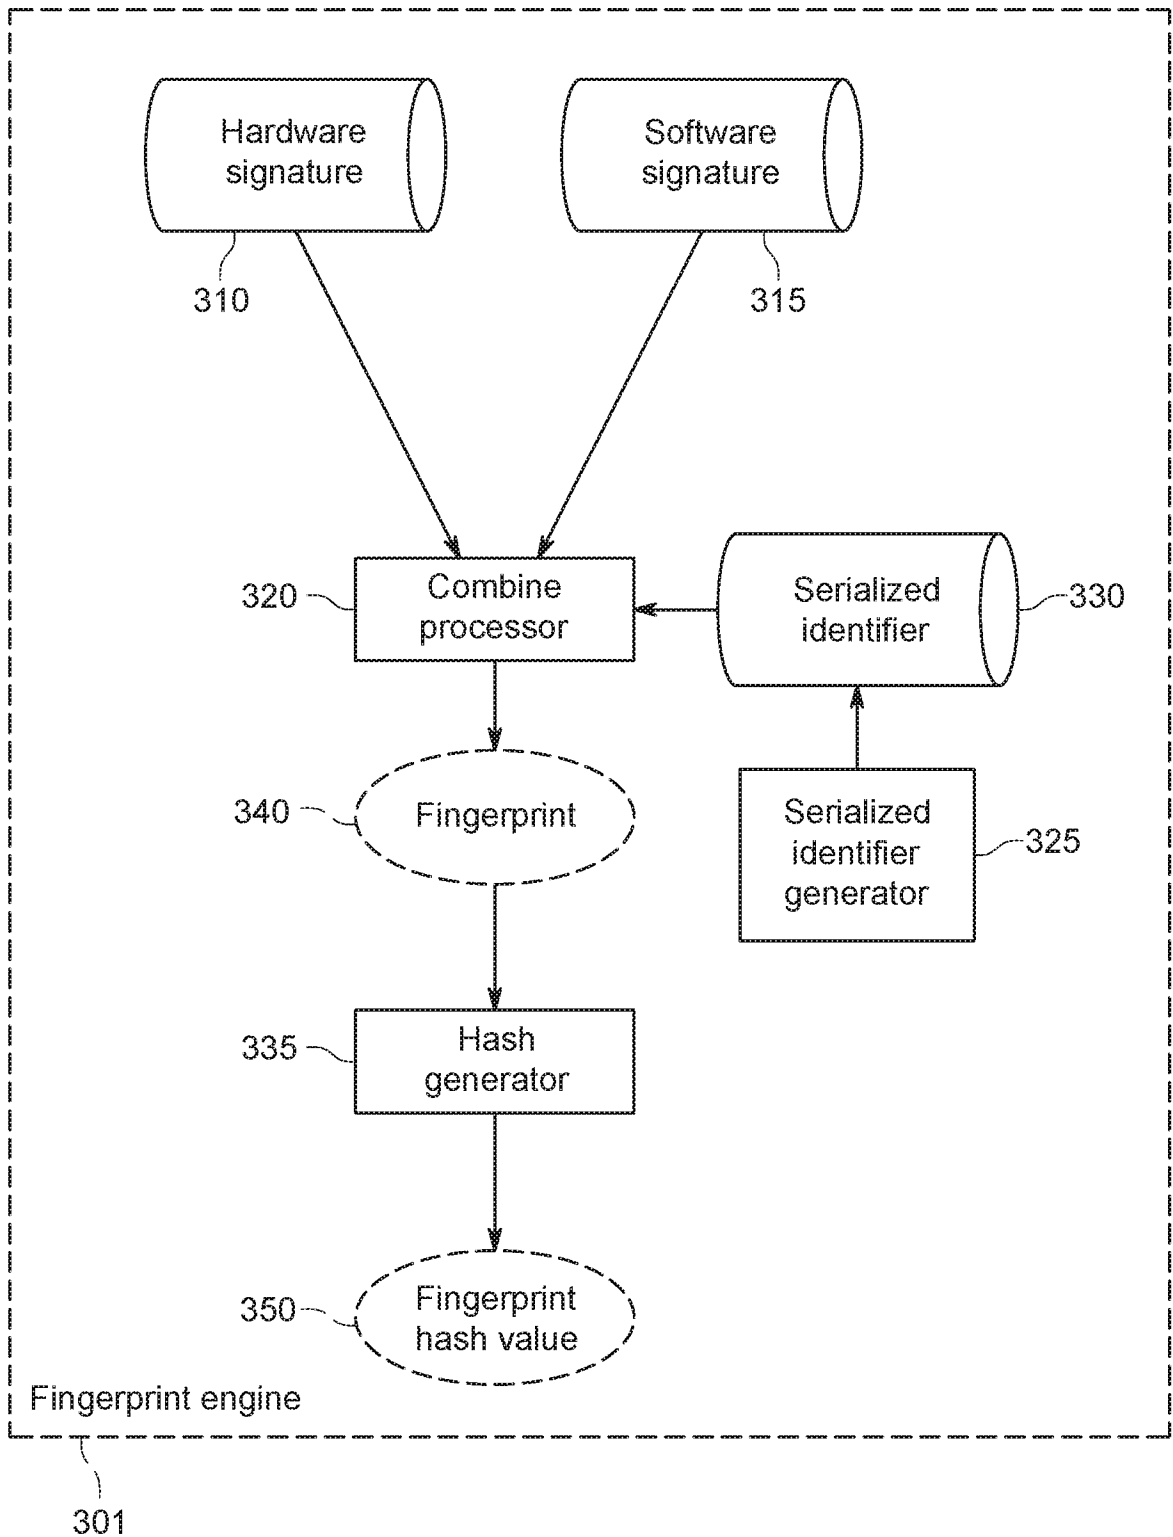 Hardware
signature
310
Software
signature
315
320
Combine
processor
Serialized
identifier
330
340
Fingerprint
Serialized
identifier
generator
325
335
Hash
generator
350
Fingerprint
hash value
Fingerprint engine
301